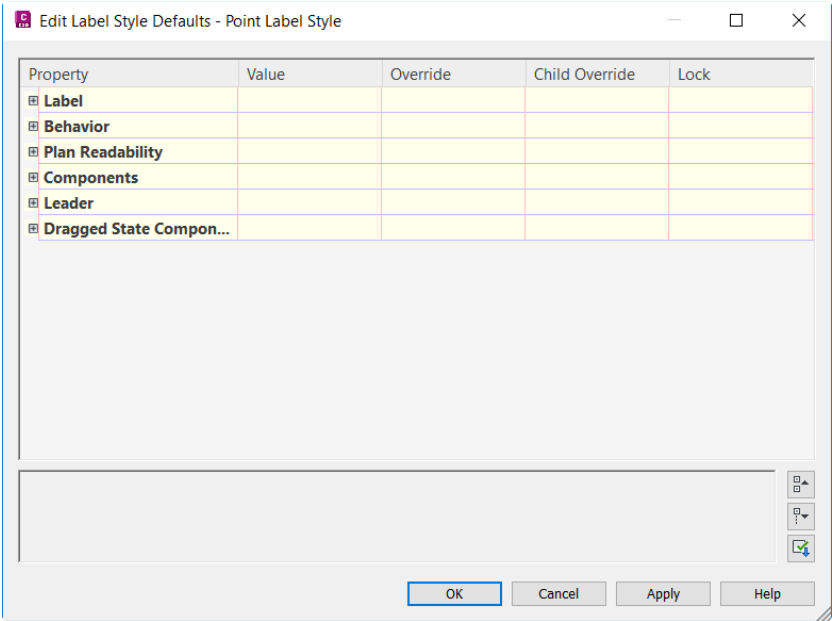 Edit Label Style Defaults - Point Label Style
Property Value Override Child Override Lock
Label
Behavior
Plan Readability
Components
Leader
Dragged State Compon...
OK Cancel Apply Help